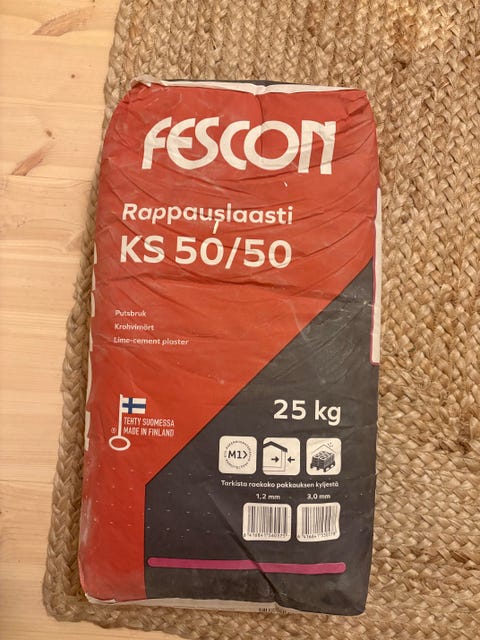 FESCON
Rappauslaasti
KS 50/50
Putsbruk
Krohvimört
Lime-cement plaster
TEHTY SUOMESSA
MADE IN FINLAND
25 kg
M1
Tarkista raekoko pakkauksen kyljestä
1,2 mm 3,0 mm